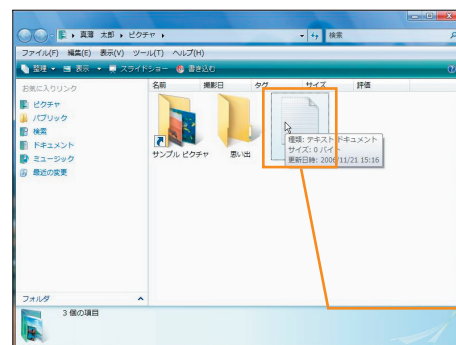 真澤 太郎 ▸ ピクチャ ▸
検索
ファイル(F) 編集(E) 表示(V) ツール(T) ヘルプ(H)
整理 表示 スライドショー 書き込む
お気に入りリンク
ピクチャ
パブリック
検索
ドキュメント
ミュージック
最近の変更
フォルダ
名前 撮影日 タグ サイズ 評価
サンプル ピクチャ
思い出
種類: テキスト ドキュメント
サイズ: 0 バイト
更新日時: 2006/11/21 15:16
3 個の項目